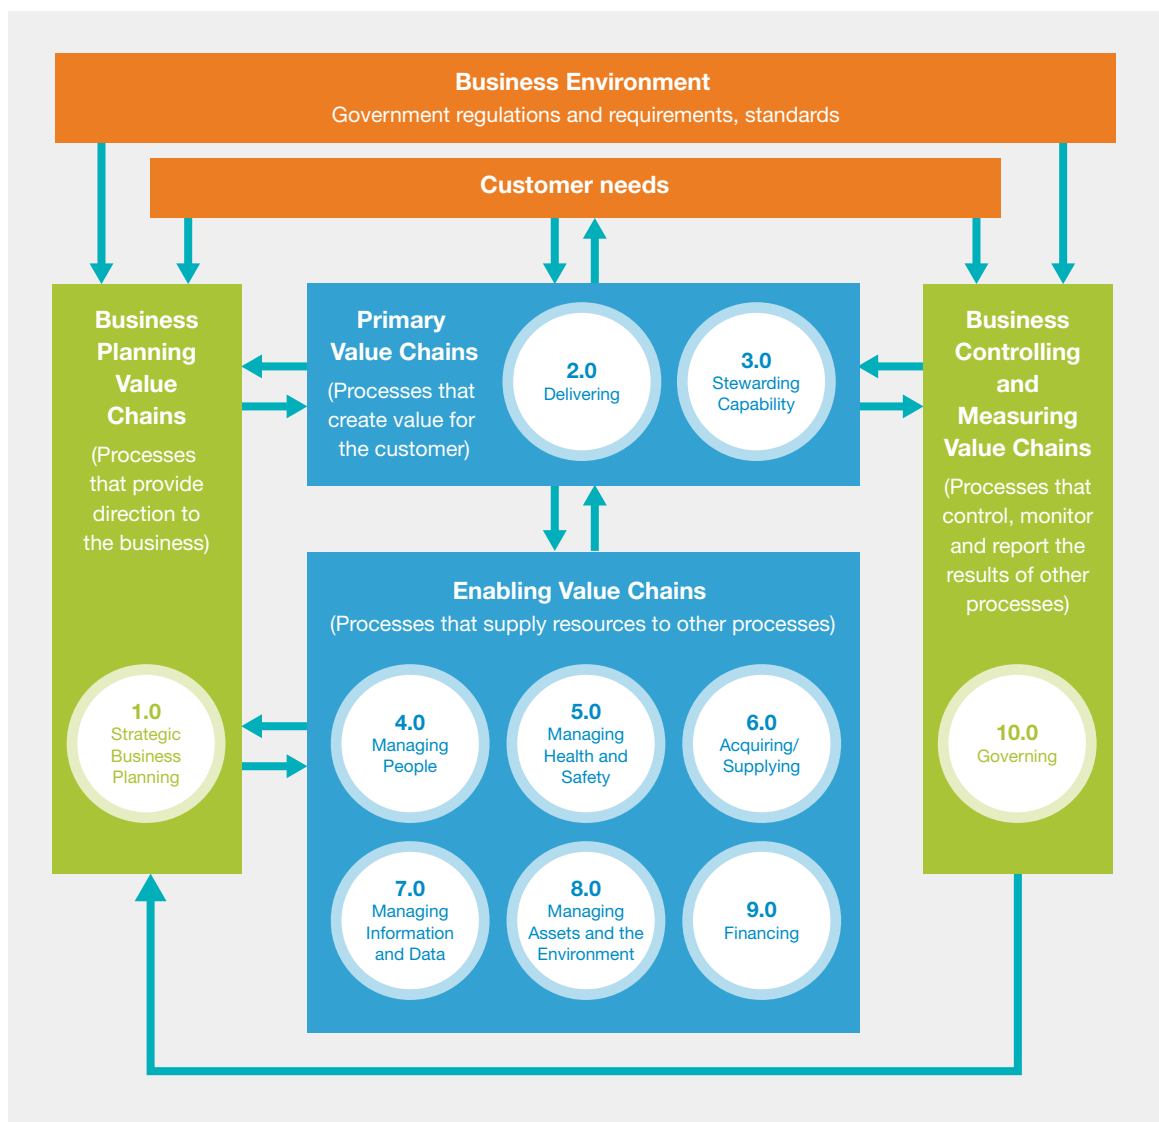 Business Environment
Government regulations and requirements, standards
Customer needs
Business
Planning
Value
Chains
(Processes
that provide
direction to
the business)
1.0
Strategic
Business
Planning
Primary
Value Chains
(Processes that
create value for
the customer)
2.0
Delivering
3.0
Stewarding
Capability
Enabling Value Chains
(Processes that supply resources to other processes)
4.0
Managing
People
5.0
Managing
Health and
Safety
6.0
Acquiring/
Supplying
7.0
Managing
Information
and Data
8.0
Managing
Assets and the
Environment
9.0
Financing
Business
Controlling
and
Measuring
Value Chains
(Processes that
control, monitor
and report the
results of other
processes)
10.0
Governing